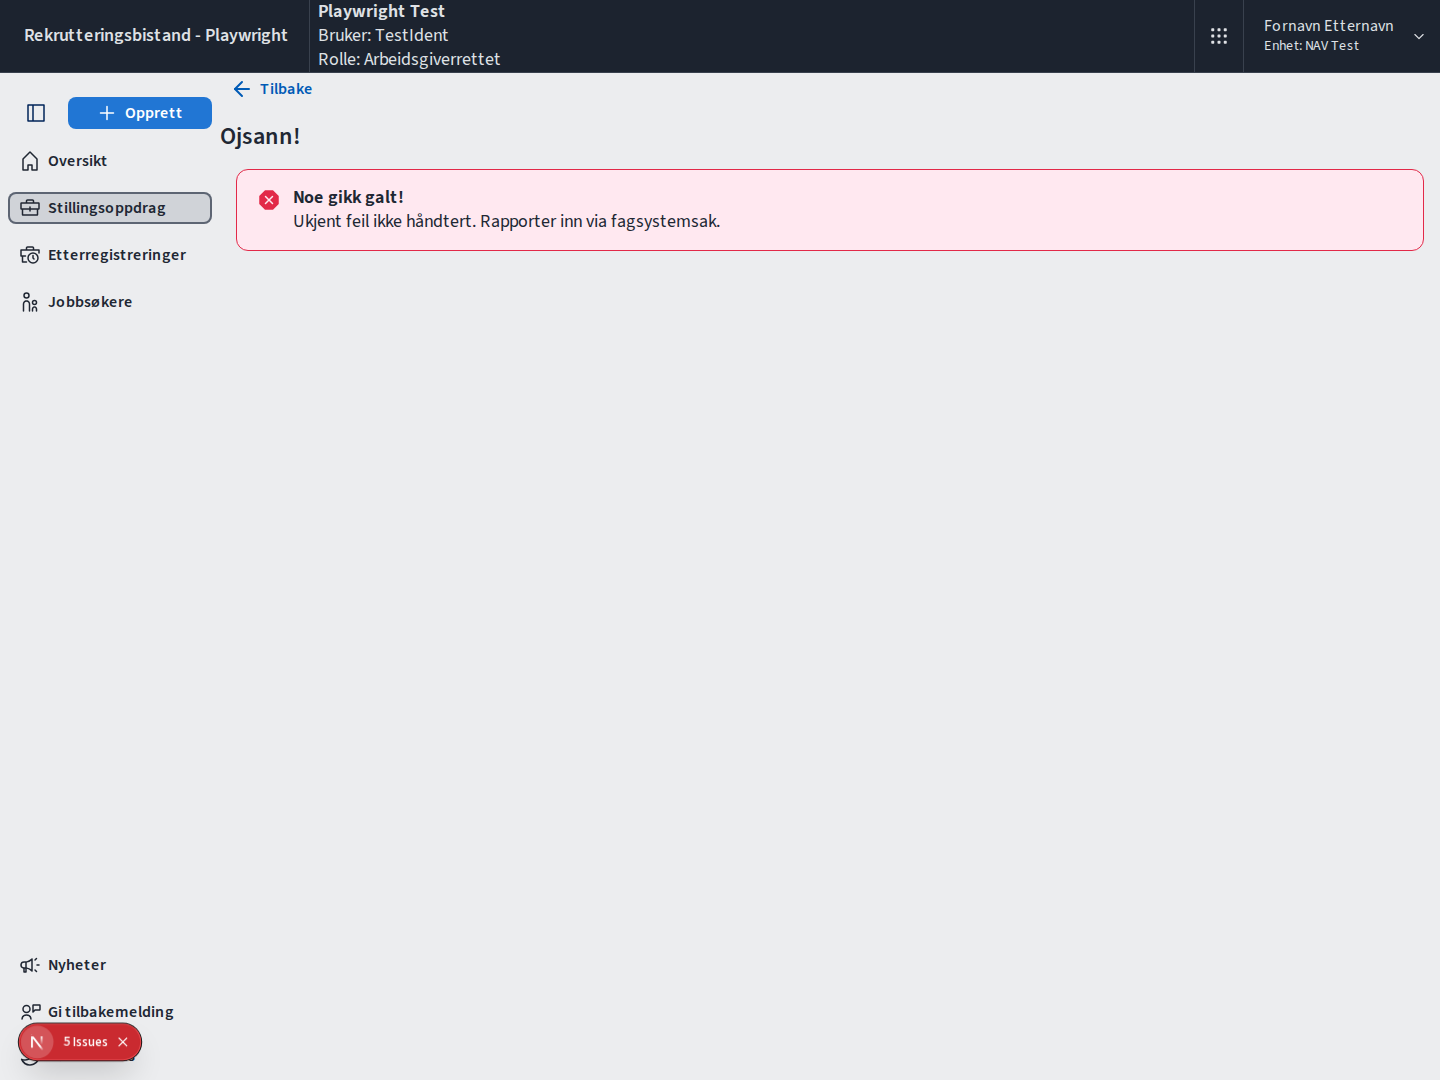 Rekrutteringsbistand - Playwright
Playwright Test
Bruker: TestIdent
Rolle: Arbeidsgiverrettet
Fornavn Etternavn
Enhet: NAV Test
Opprett
Oversikt
Stillingsoppdrag
Etterregistreringer
Jobbsøkere
Tilbake
Ojsann!
Noe gikk galt!
Ukjent feil ikke håndtert. Rapporter inn via fagsystemsak.
Nyheter
Gi tilbakemelding
N 5 Issues